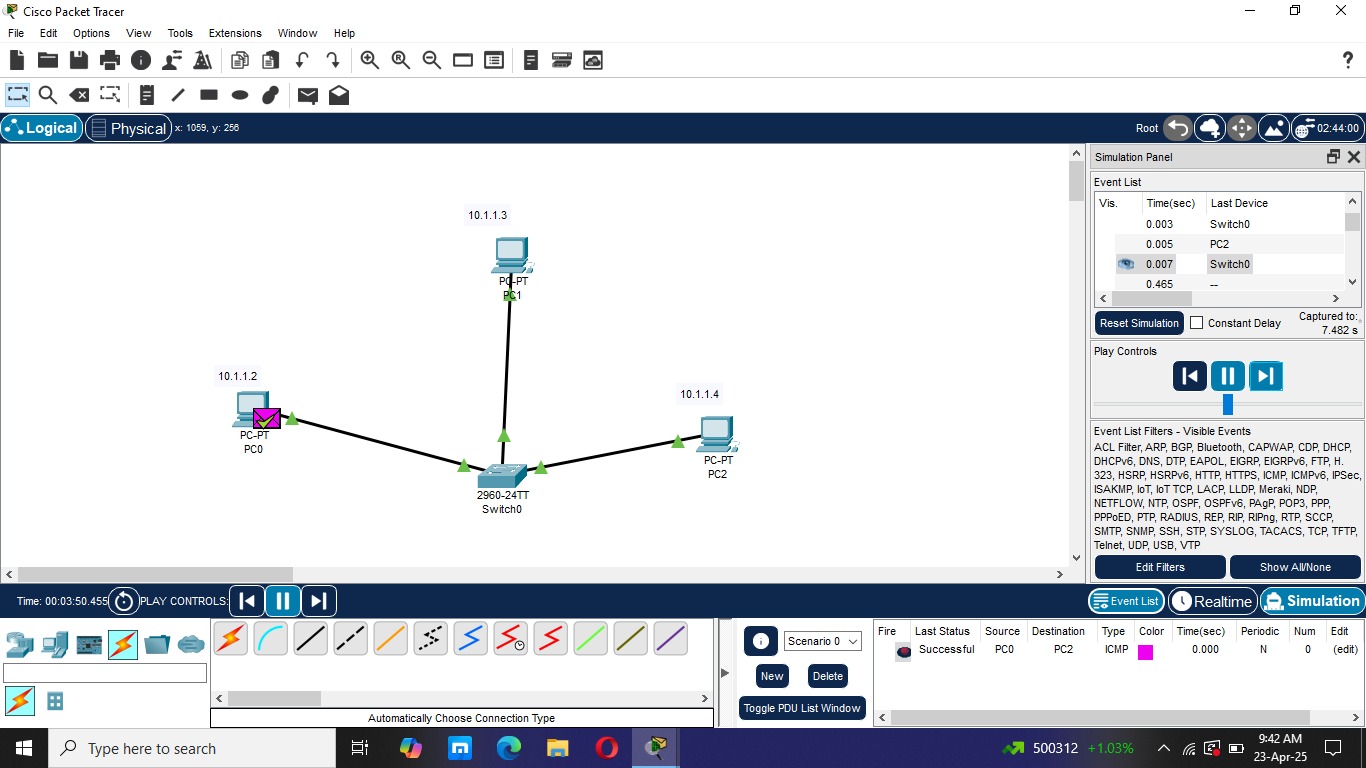 Cisco Packet Tracer
File Edit Options View Tools Extensions Window Help
Logical Physical x: 1059, y: 256 Root 02:44:00
10.1.1.3
PC-PT
PC1
10.1.1.2
PC-PT
PC0
10.1.1.4
PC-PT
PC2
2960-24TT
Switch0
Simulation Panel
Event List
Vis. Time(sec) Last Device
0.003 Switch0
0.005 PC2
0.007 Switch0
0.465 --
Reset Simulation Constant Delay Captured to:
7.482 s
Play Controls
Event List Filters - Visible Events
ACL Filter, ARP, BGP, Bluetooth, CAPWAP, CDP, DHCP,
DHCPv6, DNS, DTP, EAPOL, EIGRP, EIGRPv6, FTP, H.
323, HSRP, HSRPv6, HTTP, HTTPS, ICMP, ICMPv6, IPSec,
ISAKMP, IoT, IoT TCP, LACP, LLDP, Meraki, NDP,
NETFLOW, NTP, OSPF, OSPFv6, PAgP, POP3, PPP,
PPPoED, PTP, RADIUS, REP, RIP, RIPng, RTP, SCCP,
SMTP, SNMP, SSH, STP, SYSLOG, TACACS, TCP, TFTP,
Telnet, UDP, USB, VTP
Edit Filters Show All/None
Time: 00:03:50.455 PLAY CONTROLS: Event List Realtime Simulation
Automatically Choose Connection Type
Scenario 0
New Delete
Toggle PDU List Window
Fire Last Status Source Destination Type Color Time(sec) Periodic Num Edit
Successful PC0 PC2 ICMP 0.000 N 0 (edit)
Type here to search
500312 +1.03%
9:42 AM
23-Apr-25